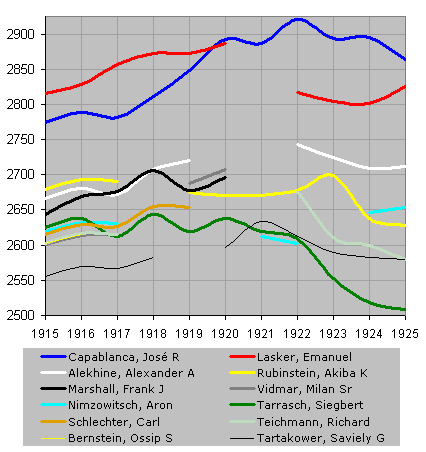 2900
2850
2800
2750
2700
2650
2600
2550
2500
1915 1916 1917 1918 1919 1920 1921 1922 1923 1924 1925
Capablanca, José R Lasker, Emanuel
Alekhine, Alexander A Rubinstein, Akiba K
Marshall, Frank J Vidmar, Milan Sr
Nimzowitsch, Aron Tarrasch, Siegbert
Schlechter, Carl Teichmann, Richard
Bernstein, Ossip S Tartakower, Saviely G